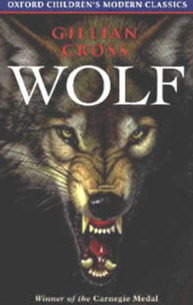 OXFORD CHILDREN'S MODERN CLASSICS
GILLIAN
CROSS
WOLF
Winner of the Carnegie Medal